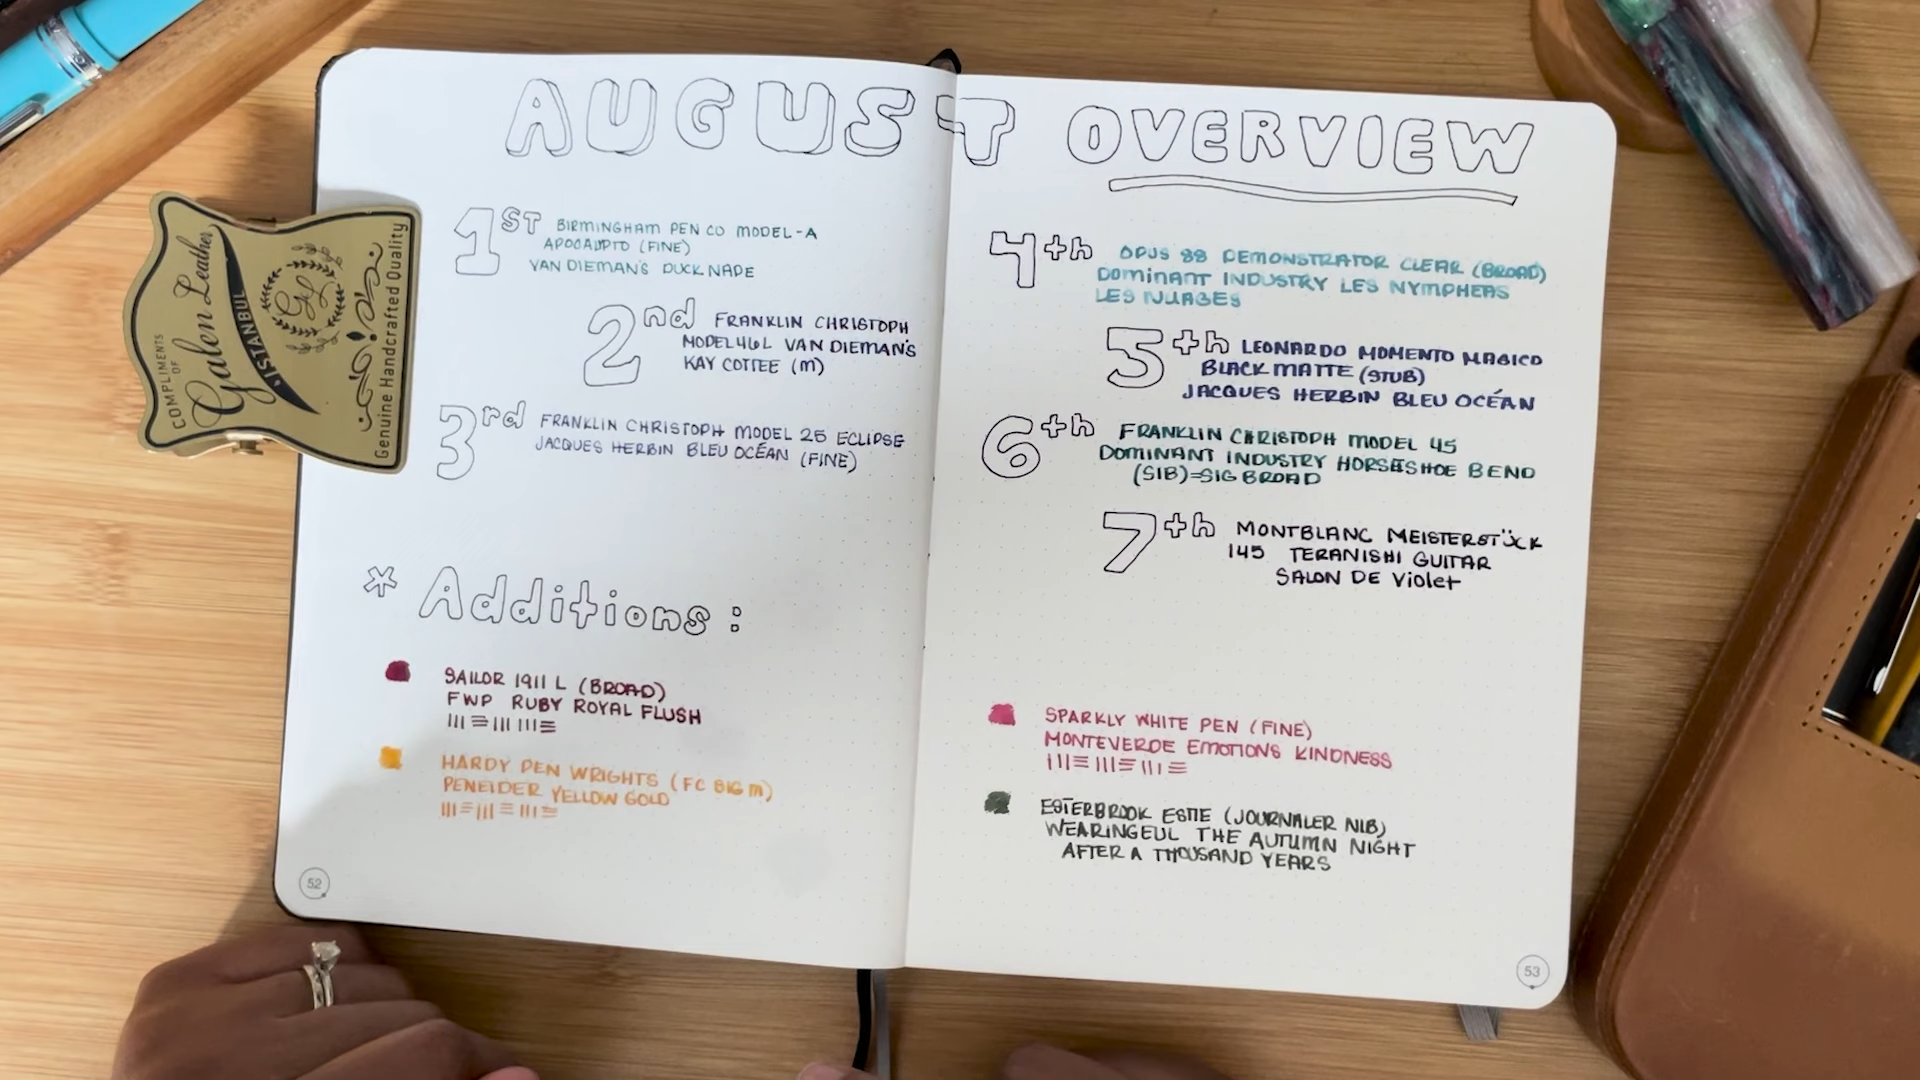 AUGUST OVERVIEW
1ST BIRMINGHAM PEN CO MODEL-A
APOCALIPTO (FINE)
VAN DIEMAN'S DUCK NAPE
2nd FRANKLIN CHRISTOPH
MODEL 46L VAN DIEMAN'S
KAY COTTEE (M)
3rd FRANKLIN CHRISTOPH MODEL 25 ECLIPSE
JACQUES HERBIN BLEU OCÉAN (FINE)
* Additions:
SAILOR 1911 L (BROAD)
FWP RUBY ROYAL FLUSH
HARDY PEN WRIGHTS (FC BIG M)
PENEIDER YELLOW GOLD
52
4th OPUS 88 DEMONSTRATOR CLEAR (BROAD)
DOMINANT INDUSTRY LES NYMPHEAS
LES NUAGES
5th LEONARDO MOMENTO MAGICO
BLACK MATTE (STUB)
JACQUES HERBIN BLEU OCÉAN
6th FRANKLIN CHRISTOPH MODEL 45
DOMINANT INDUSTRY HORSESHOE BEND
(SIB)=SIG BROAD
7th MONTBLANC MEISTERSTÜCK
145 TERANISHI GUITAR
SALON DE Violet
SPARKLY WHITE PEN (FINE)
MONTEVERDE EMOTIONS KINDNESS
ESTERBROOK ESTIE (JOURNALER NIB)
WEARINGEUL THE AUTUMN NIGHT
AFTER A THOUSAND YEARS
53
COMPLIMENTS
OF
Galen Leather
• ISTANBUL •
GL
Genuine Handcrafted Quality